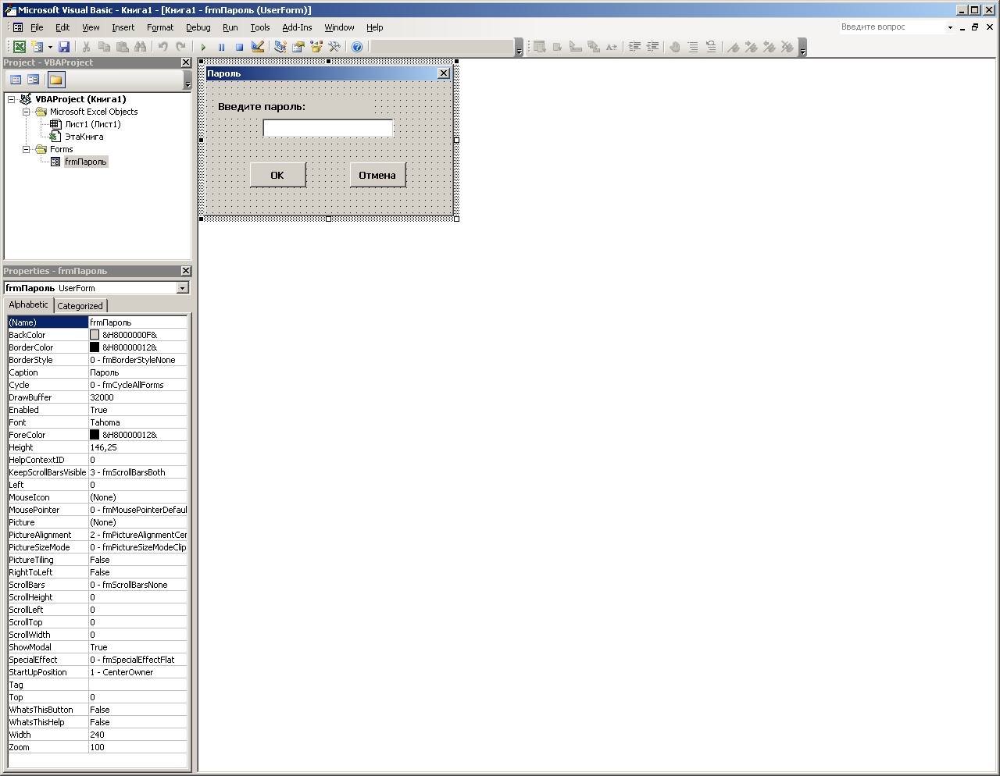 Microsoft Visual Basic - Книга1 - [Книга1 - frmПароль (UserForm)]
File Edit View Insert Format Debug Run Tools Add-Ins Window Help
Введите вопрос
Project - VBAProject
VBAProject (Книга1)
Microsoft Excel Objects
Лист1 (Лист1)
ЭтаКнига
Forms
frmПароль
Пароль
Введите пароль:
ОК Отмена
Properties - frmПароль
frmПароль UserForm
Alphabetic Categorized
(Name) frmПароль
BackColor &H8000000F&
BorderColor &H80000012&
BorderStyle 0 - fmBorderStyleNone
Caption Пароль
Cycle 0 - fmCycleAllForms
DrawBuffer 32000
Enabled True
Font Tahoma
ForeColor &H80000012&
Height 146,25
HelpContextID 0
KeepScrollBarsVisible 3 - fmScrollBarsBoth
Left 0
MouseIcon (None)
MousePointer 0 - fmMousePointerDefaul
Picture (None)
PictureAlignment 2 - fmPictureAlignmentCer
PictureSizeMode 0 - fmPictureSizeModeClip
PictureTiling False
RightToLeft False
ScrollBars 0 - fmScrollBarsNone
ScrollHeight 0
ScrollLeft 0
ScrollTop 0
ScrollWidth 0
ShowModal True
SpecialEffect 0 - fmSpecialEffectFlat
StartUpPosition 1 - CenterOwner
Tag
Top 0
WhatsThisButton False
WhatsThisHelp False
Width 240
Zoom 100